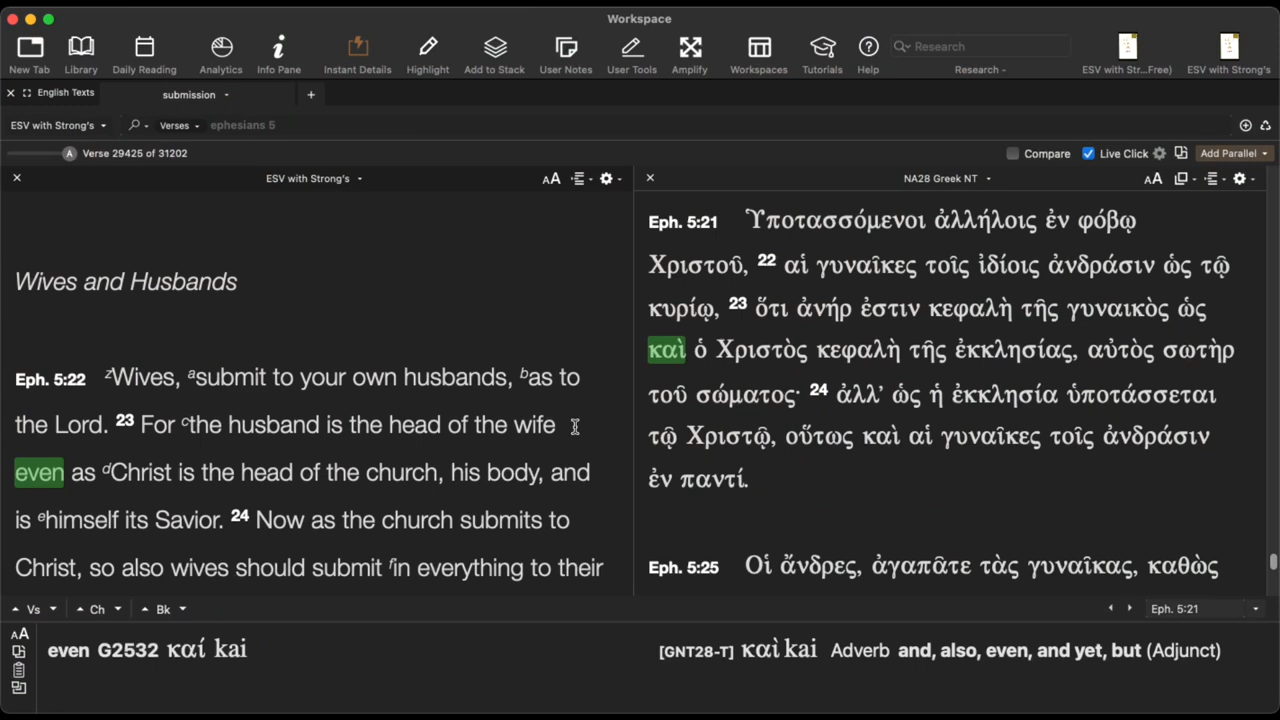 Workspace
New Tab Library Daily Reading Analytics Info Pane Instant Details Highlight Add to Stack User Notes User Tools Amplify Workspaces Tutorials Help Research Research ESV with Str...Free) ESV with Strong's
English Texts submission
ESV with Strong's Verses ephesians 5
A Verse 29425 of 31202 Compare Live Click Add Parallel
ESV with Strong's AA
Wives and Husbands
Eph. 5:22 zWives, asubmit to your own husbands, bas to
the Lord. 23 For cthe husband is the head of the wife
even as dChrist is the head of the church, his body, and
is ehimself its Savior. 24 Now as the church submits to
Christ, so also wives should submit fin everything to their
NA28 Greek NT AA
Eph. 5:21 Ὑποτασσόμενοι ἀλλήλοις ἐν φόβῳ
Χριστοῦ, 22 αἱ γυναῖκες τοῖς ἰδίοις ἀνδράσιν ὡς τῷ
κυρίῳ, 23 ὅτι ἀνήρ ἐστιν κεφαλὴ τῆς γυναικὸς ὡς
καὶ ὁ Χριστὸς κεφαλὴ τῆς ἐκκλησίας, αὐτὸς σωτὴρ
τοῦ σώματος· 24 ἀλλ’ ὡς ἡ ἐκκλησία ὑποτάσσεται
τῷ Χριστῷ, οὕτως καὶ αἱ γυναῖκες τοῖς ἀνδράσιν
ἐν παντί.
Eph. 5:25 Οἱ ἄνδρες, ἀγαπᾶτε τὰς γυναῖκας, καθὼς
Vs Ch Bk Eph. 5:21
AA even G2532 καί kai [GNT28-T] καὶ kai Adverb and, also, even, and yet, but (Adjunct)